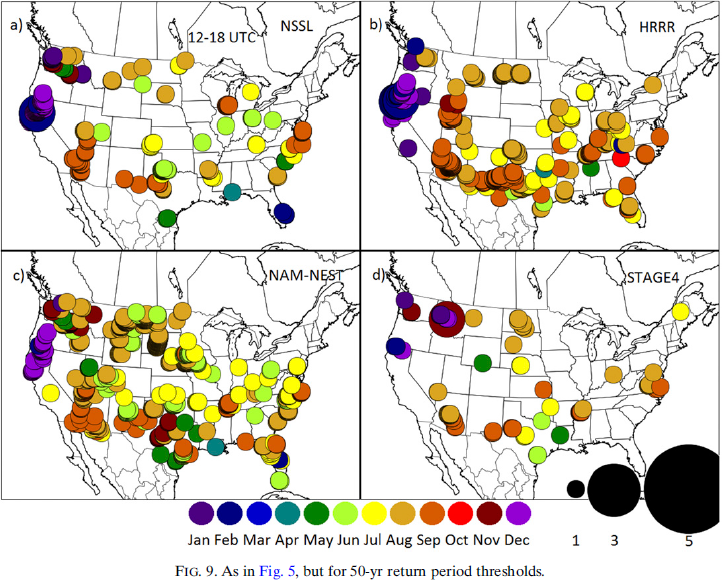 a)
NSSL
12-18 UTC
b)
HRRR
c)
NAM-NEST
d)
STAGE4
Jan Feb Mar Apr May Jun Jul Aug Sep Oct Nov Dec
1 3 5
FIG. 9. As in Fig. 5, but for 50-yr return period thresholds.